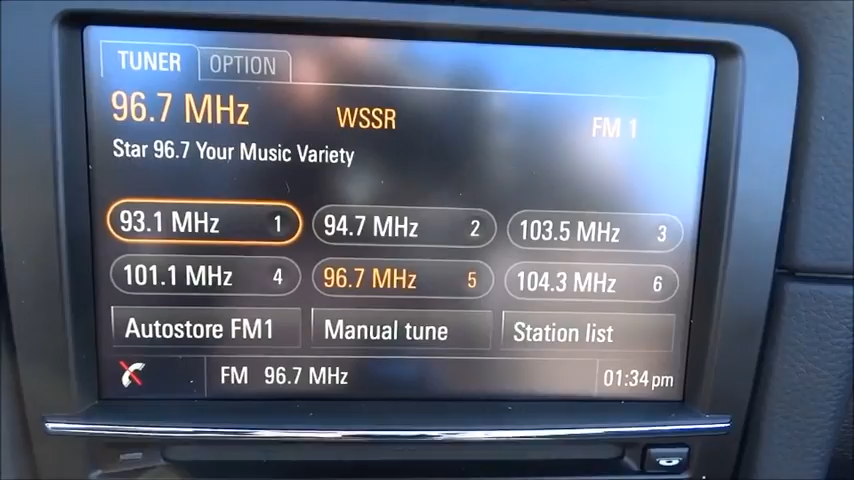 TUNER OPTION
96.7 MHz WSSR FM 1
Star 96.7 Your Music Variety
93.1 MHz 1 94.7 MHz 2 103.5 MHz 3
101.1 MHz 4 96.7 MHz 5 104.3 MHz 6
Autostore FM1 Manual tune Station list
FM 96.7 MHz 01:34 pm